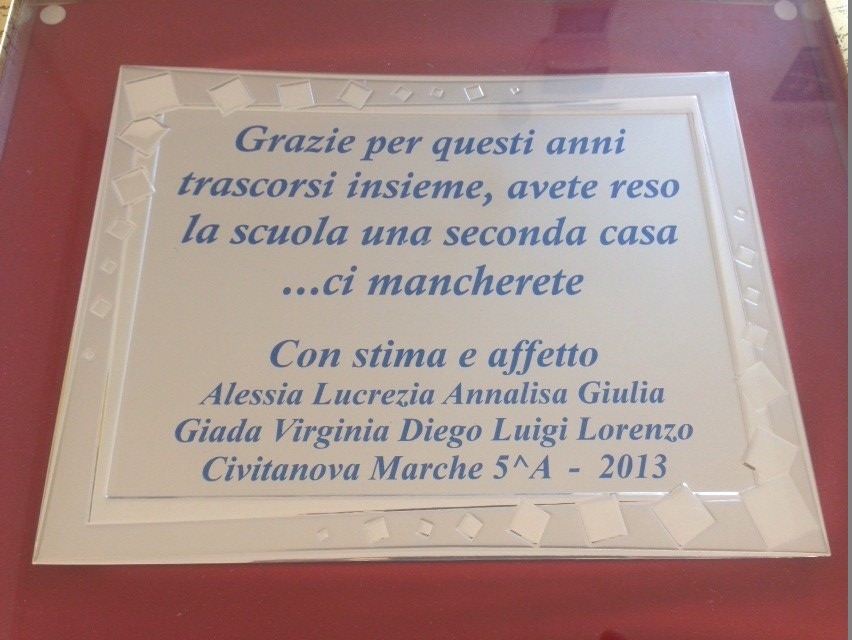 Grazie per questi anni
trascorsi insieme, avete reso
la scuola una seconda casa
...ci mancherete
Con stima e affetto
Alessia Lucrezia Annalisa Giulia
Giada Virginia Diego Luigi Lorenzo
Civitanova Marche 5^A - 2013